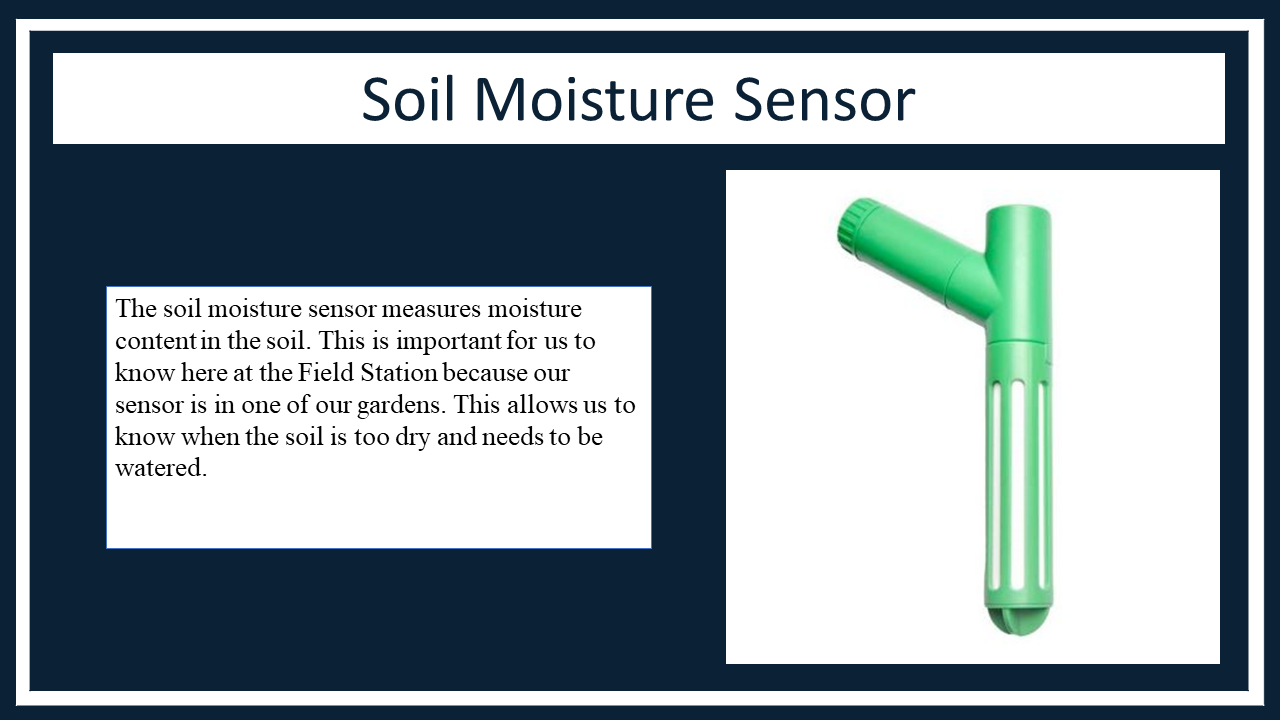 Soil Moisture Sensor
The soil moisture sensor measures moisture
content in the soil. This is important for us to
know here at the Field Station because our
sensor is in one of our gardens. This allows us to
know when the soil is too dry and needs to be
watered.